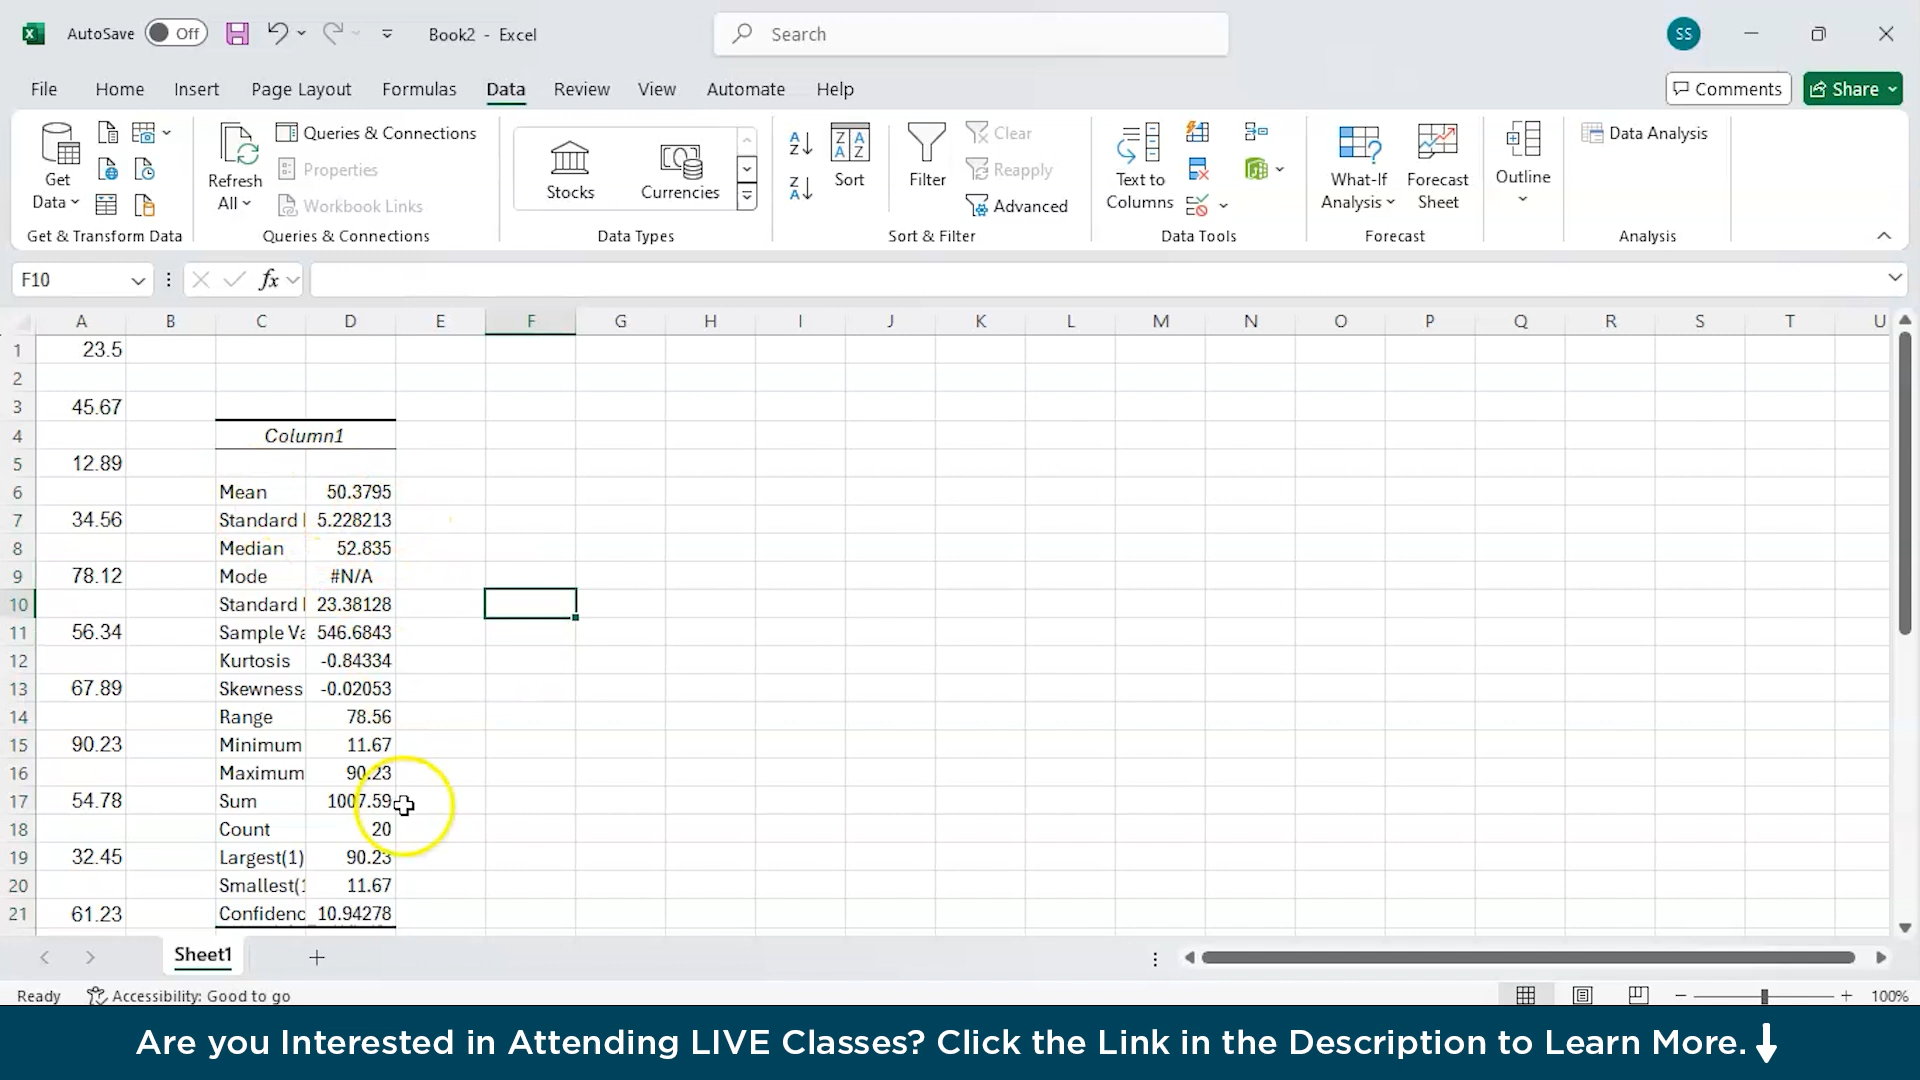 AutoSave Off Book2 - Excel Search SS
File Home Insert Page Layout Formulas Data Review View Automate Help Comments Share
Get Data
Get & Transform Data
Refresh All
Queries & Connections
Properties
Workbook Links
Queries & Connections
Stocks Currencies
Data Types
Sort
Filter
Clear
Reapply
Advanced
Sort & Filter
Text to Columns
Data Tools
What-If Analysis
Forecast Sheet
Forecast
Outline
Data Analysis
Analysis
F10 fx
A B C D E F G H I J K L M N O P Q R S T U
1 23.5
2
3 45.67
4 Column1
5 12.89
6 Mean 50.3795
7 34.56 Standard 5.228213
8 Median 52.835
9 78.12 Mode #N/A
10 Standard 23.38128
11 56.34 Sample Va 546.6843
12 Kurtosis -0.84334
13 67.89 Skewness -0.02053
14 Range 78.56
15 90.23 Minimum 11.67
16 Maximum 90.23
17 54.78 Sum 1007.59
18 Count 20
19 32.45 Largest(1) 90.23
20 Smallest(1 11.67
21 61.23 Confidenc 10.94278
Sheet1
Ready Accessibility: Good to go 100%
Are you Interested in Attending LIVE Classes? Click the Link in the Description to Learn More.